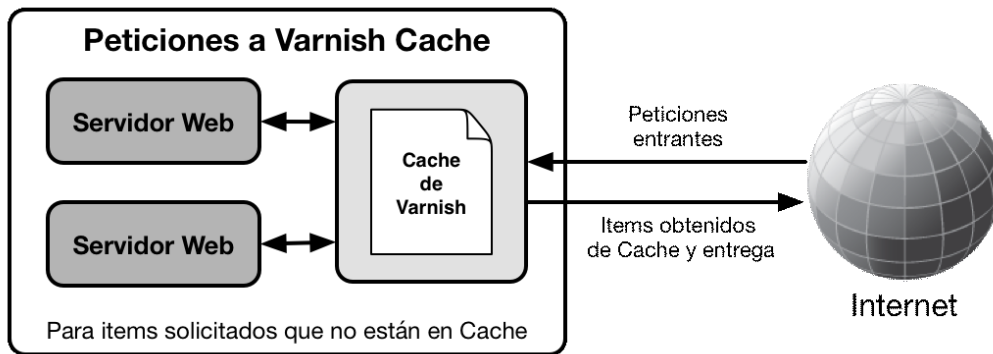 Peticiones a Varnish Cache
Servidor Web
Cache
de
Varnish
Servidor Web
Para items solicitados que no están en Cache
Peticiones
entrantes
Items obtenidos
de Cache y entrega
Internet